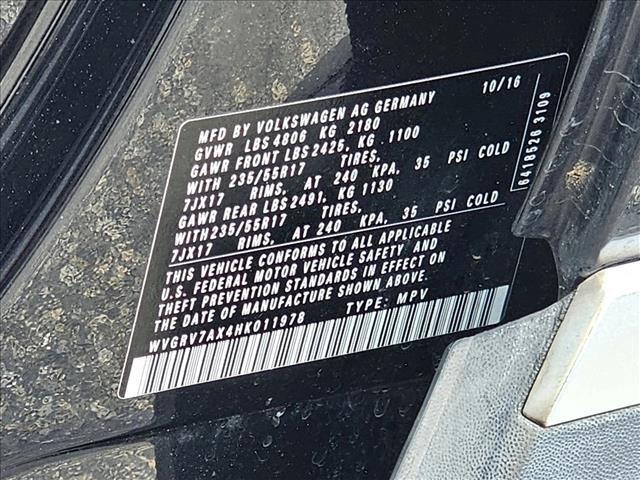 10/16
MFD BY VOLKSWAGEN AG GERMANY
GVWR LBS 4806 KG 2180
GAWR FRONT LBS 2425, KG 1100
WITH 235/55R17 TIRES,
7JX17 RIMS, AT 240 KPA, 35 PSI COLD
GAWR REAR LBS 2491, KG 1130
WITH235/55R17 TIRES,
7JX17 RIMS, AT 240 KPA, 35 PSI COLD
THIS VEHICLE CONFORMS TO ALL APPLICABLE
U.S. FEDERAL MOTOR VEHICLE SAFETY AND
THEFT PREVENTION STANDARDS IN EFFECT ON
THE DATE OF MANUFACTURE SHOWN ABOVE.
WVGRV7AX4HK011978 TYPE: MPV
6418526 3109